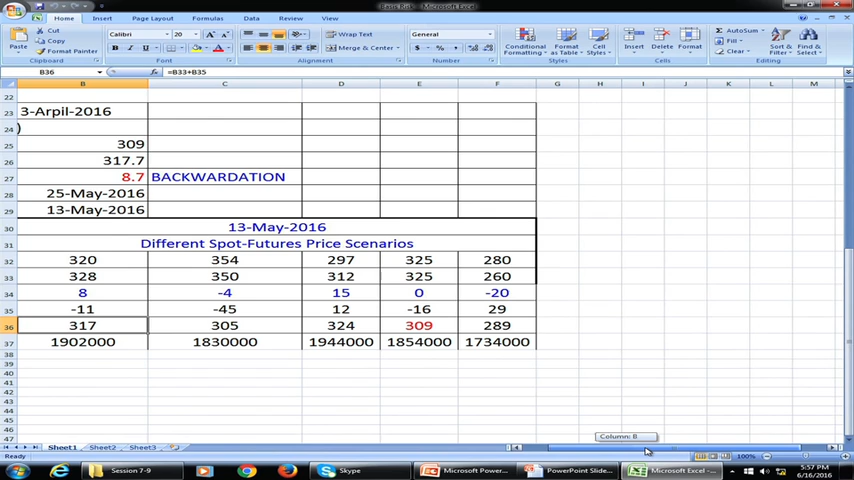 Basis Risk - Microsoft Excel
Home Insert Page Layout Formulas Data Review View
Cut Copy Format Painter Paste Clipboard
Calibri 20 Font
Wrap Text Merge & Center Alignment
General Number
Conditional Formatting Format as Table Cell Styles Styles
Insert Delete Format Cells
AutoSum Fill Clear Sort & Filter Find & Select Editing
B36 =B33+B35
B C D E F G H I J K L M
22
23 3-Arpil-2016
24 )
25 309
26 317.7
27 8.7 BACKWARDATION
28 25-May-2016
29 13-May-2016
30 13-May-2016
31 Different Spot-Futures Price Scenarios
32 320 354 297 325 280
33 328 350 312 325 260
34 8 -4 15 0 -20
35 -11 -45 12 -16 29
36 317 305 324 309 289
37 1902000 1830000 1944000 1854000 1734000
38
39
40
41
42
43
44
45
46
47
Column: B
Sheet1 Sheet2 Sheet3
Ready 100%
Start Session 7-9 Skype Microsoft Power... PowerPoint Slide... Microsoft Excel -... 5:57 PM
6/16/2016